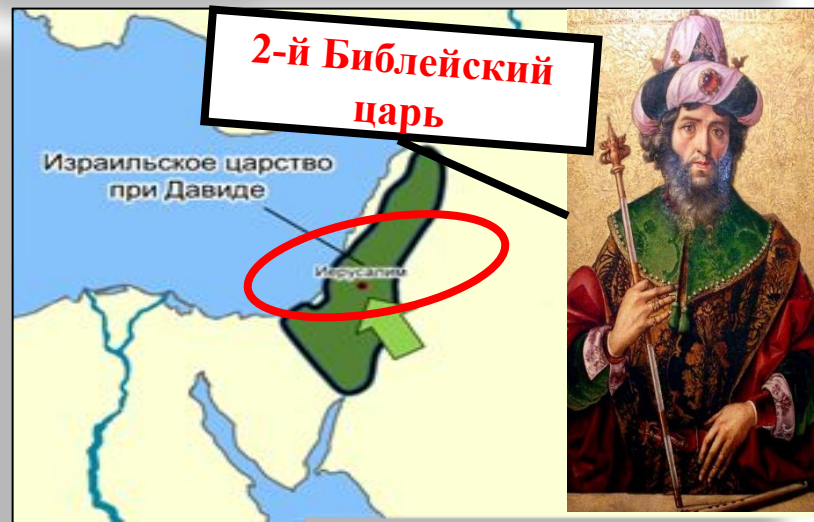 2-й Библейский
царь
Израильское царство
при Давиде
Иерусалим